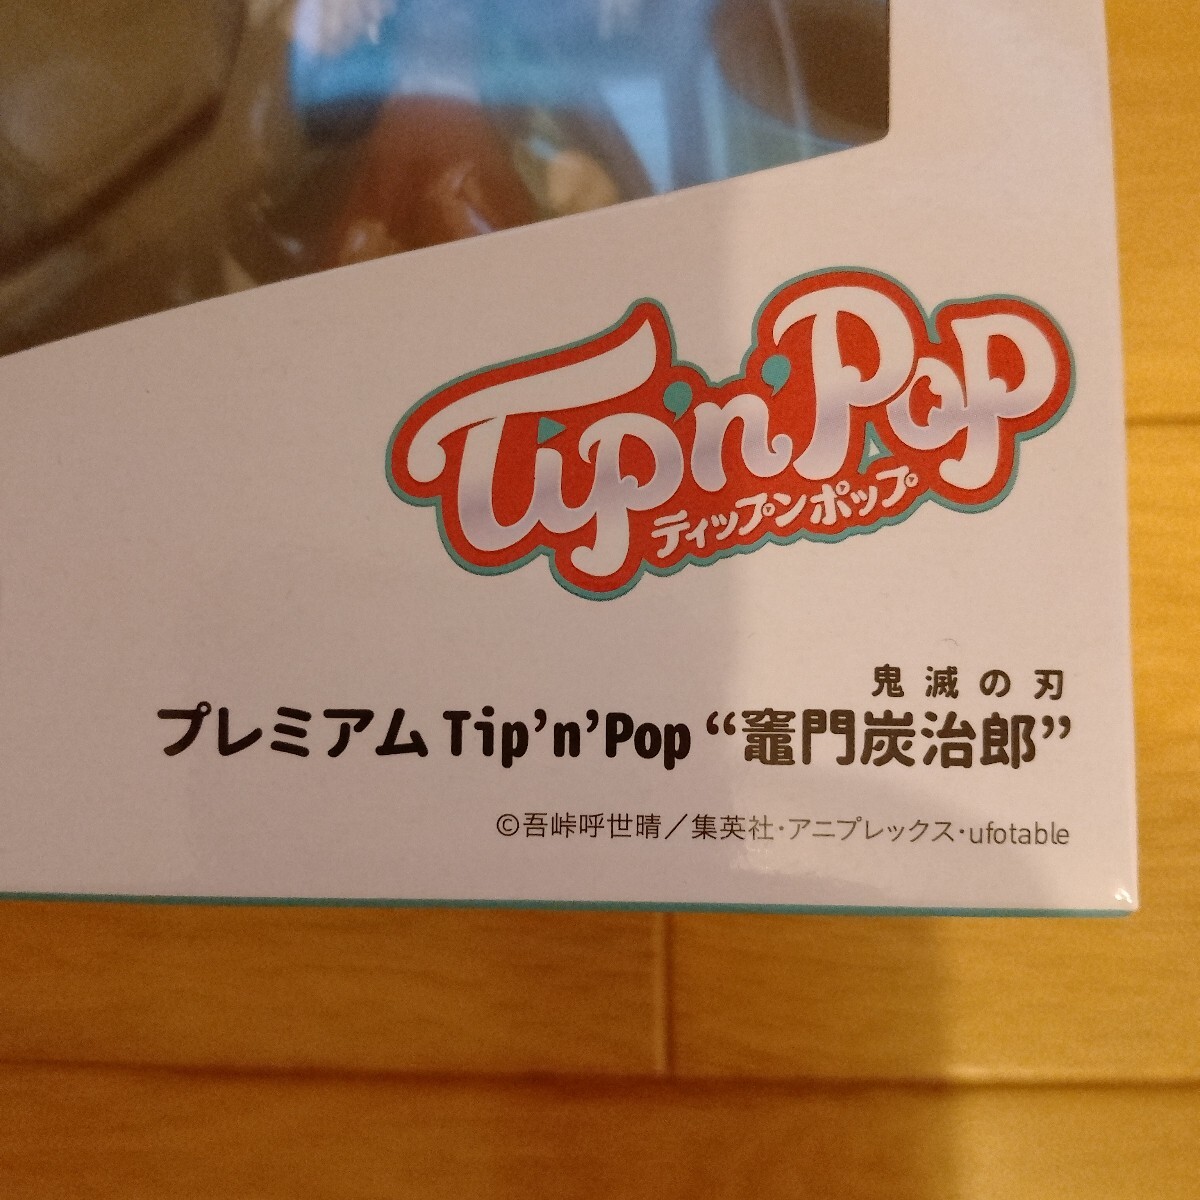 Tip'n'Pop
ティップンポップ
鬼滅の刃
プレミアム Tip’n’Pop “竈門炭治郎”
©吾峠呼世晴／集英社・アニプレックス・ufotable